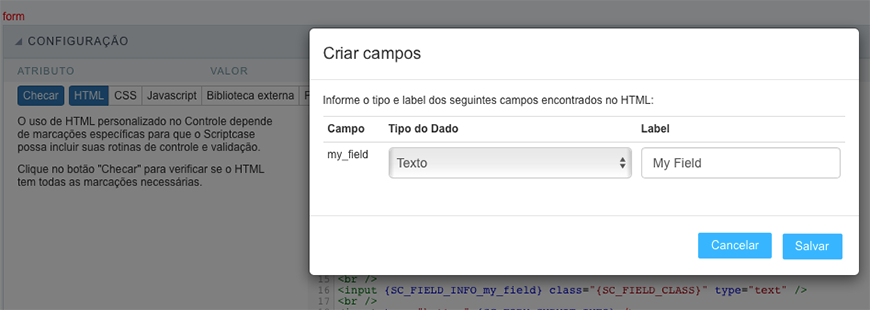 form
CONFIGURAÇÃO
ATRIBUTO VALOR
Checar HTML CSS Javascript Biblioteca externa
O uso de HTML personalizado no Controle depende
de marcações específicas para que o Scriptcase
possa incluir suas rotinas de controle e validação.
Clique no botão "Checar" para verificar se o HTML
tem todas as marcações necessárias.
Criar campos
Informe o tipo e label dos seguintes campos encontrados no HTML:
Campo Tipo do Dado Label
my_field Texto My Field
Cancelar Salvar
15 <br />
16 <input {SC_FIELD_INFO_my_field} class="{SC_FIELD_CLASS}" type="text" />
17 <br />